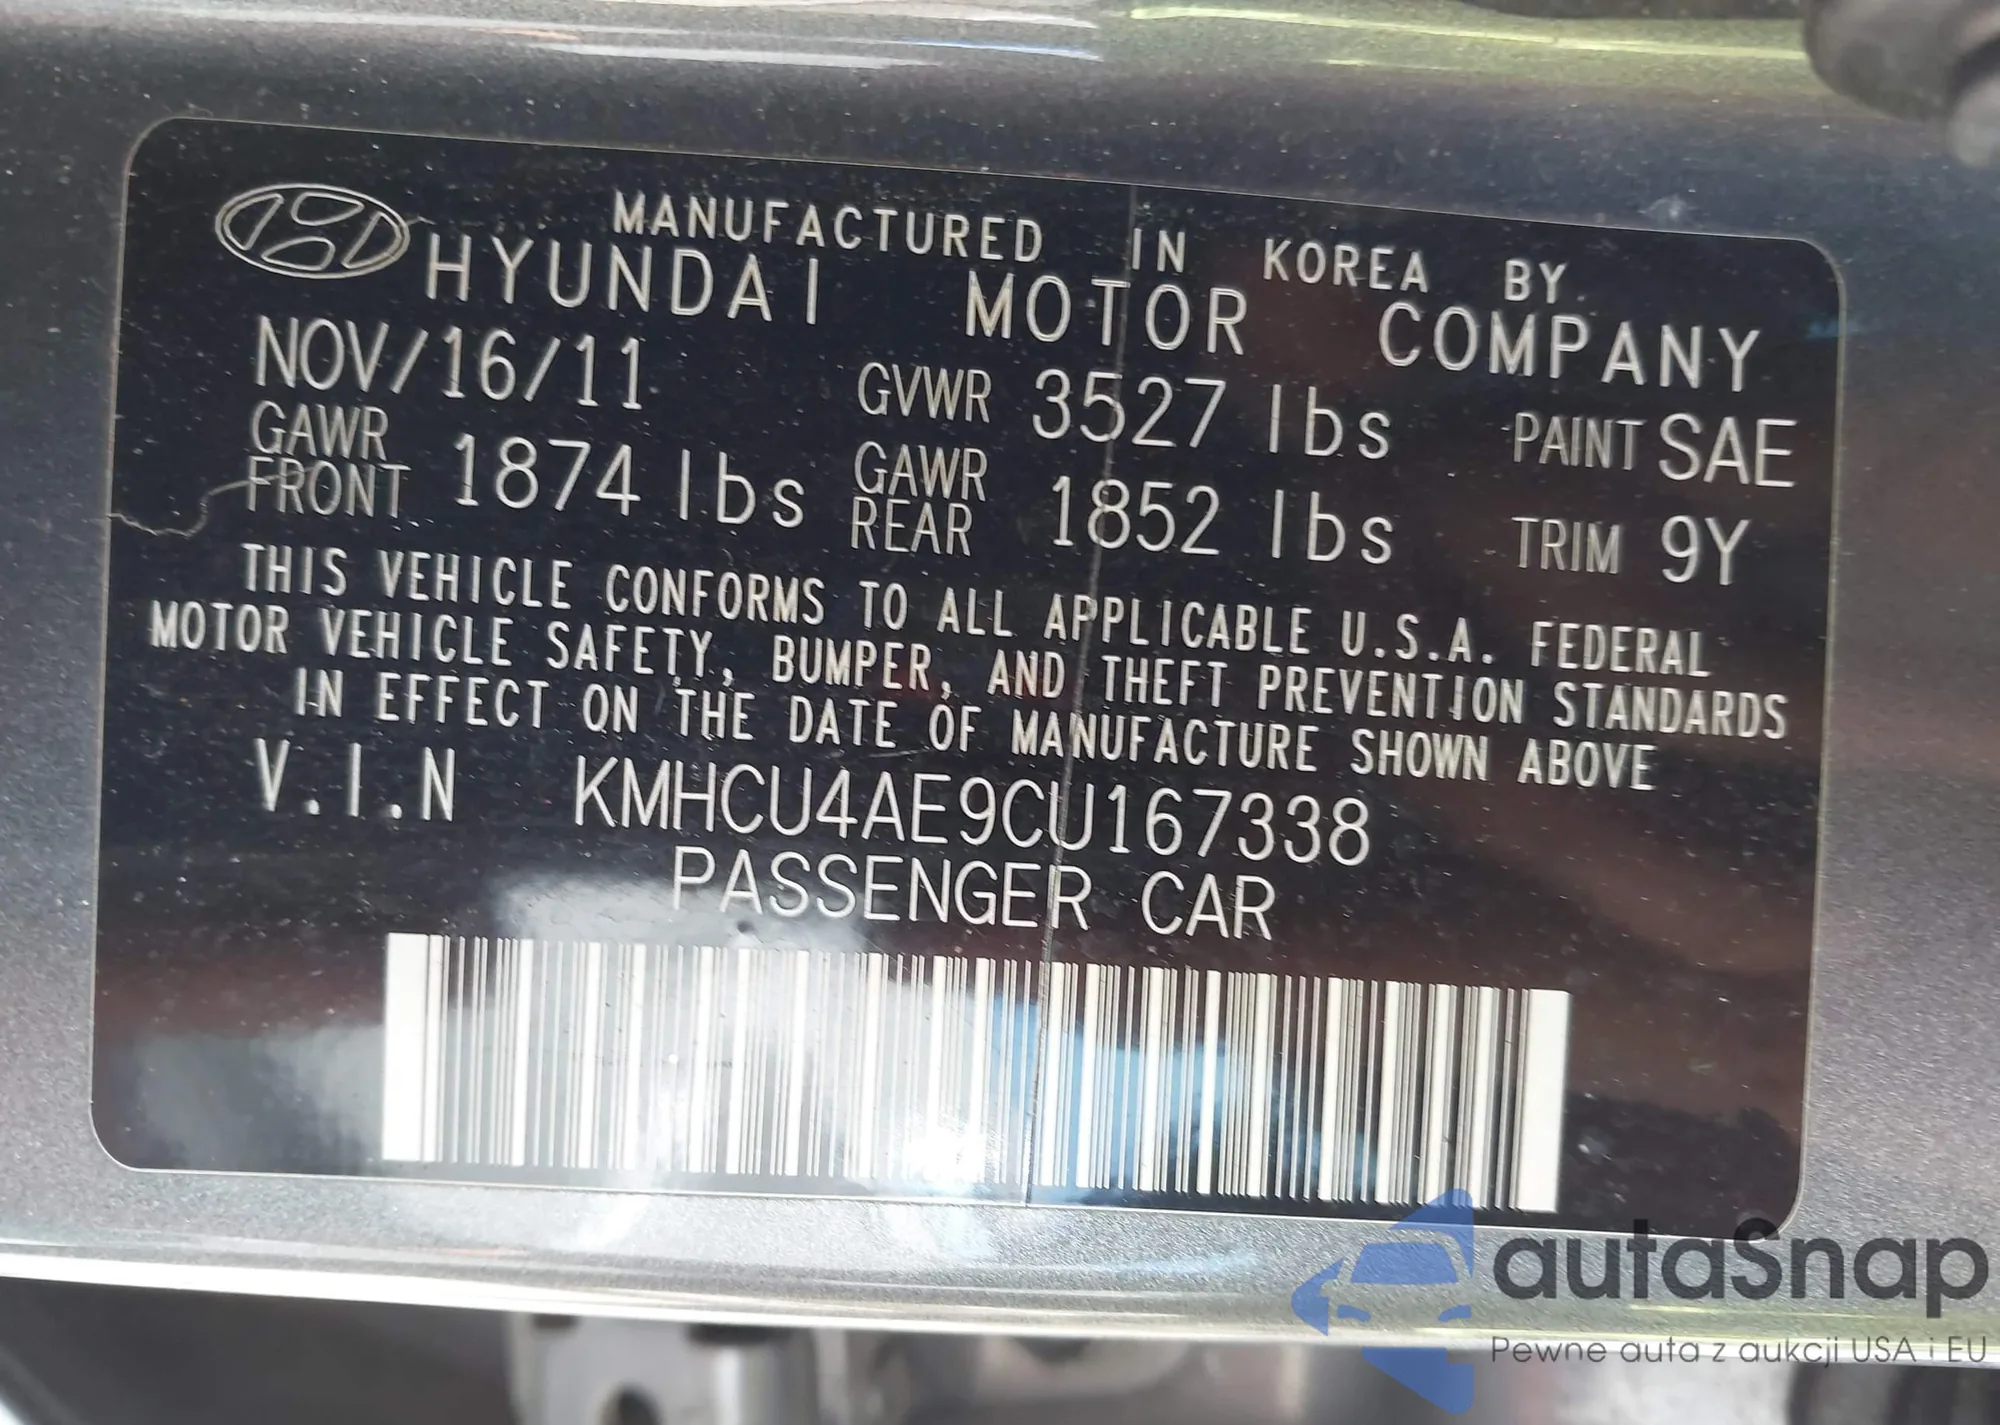 MANUFACTURED IN KOREA BY
HYUNDAI MOTOR COMPANY
NOV/16/11 GVWR 3527 lbs PAINT SAE
GAWR FRONT 1874 lbs GAWR REAR 1852 lbs TRIM 9Y
THIS VEHICLE CONFORMS TO ALL APPLICABLE U.S.A. FEDERAL
MOTOR VEHICLE SAFETY, BUMPER, AND THEFT PREVENTION STANDARDS
IN EFFECT ON THE DATE OF MANUFACTURE SHOWN ABOVE
V.I.N KMHCU4AE9CU167338
PASSENGER CAR
autaSnap
Pewne auta z aukcji USA i EU